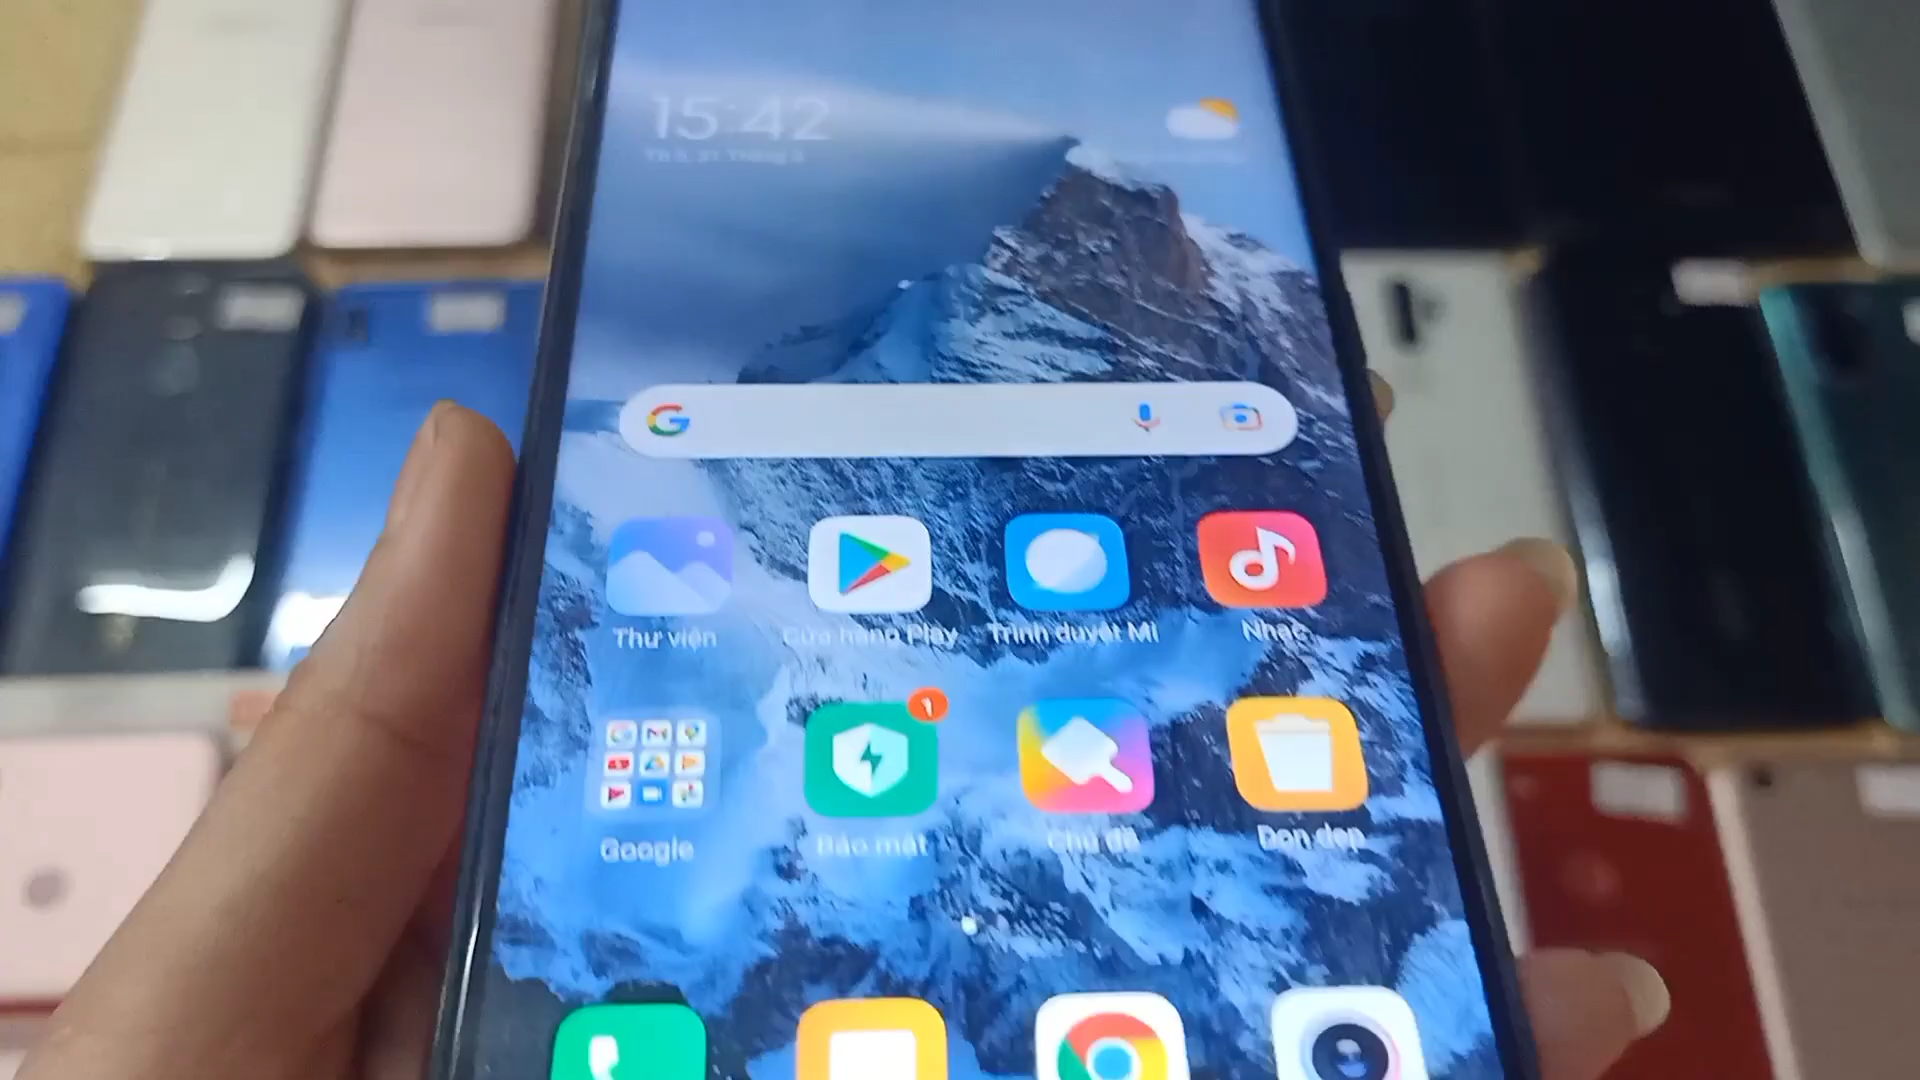 15:42
Thư viện
Cửa hàng Play
Trình duyệt Mi
Nhạc
1
Google
Bảo mật
Chủ đề
Dọn dẹp